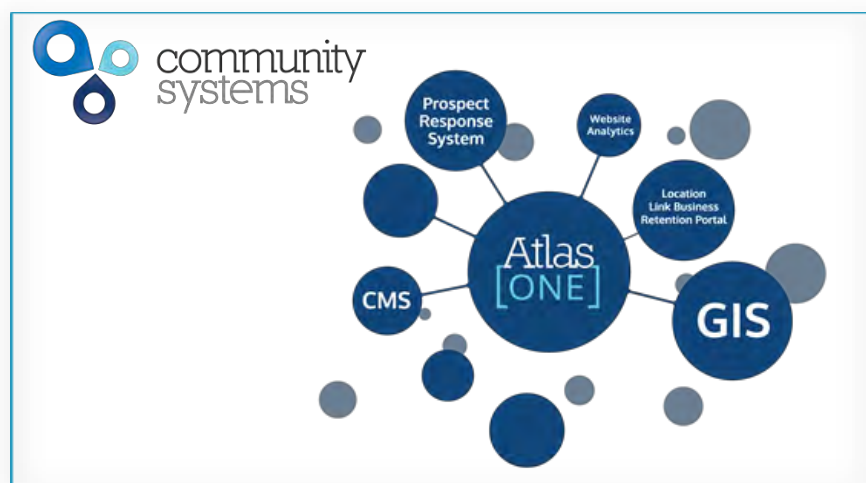 community
systems
Prospect
Response
System
Website
Analytics
Location
Link Business
Retention Portal
Atlas
[ONE]
CMS
GIS